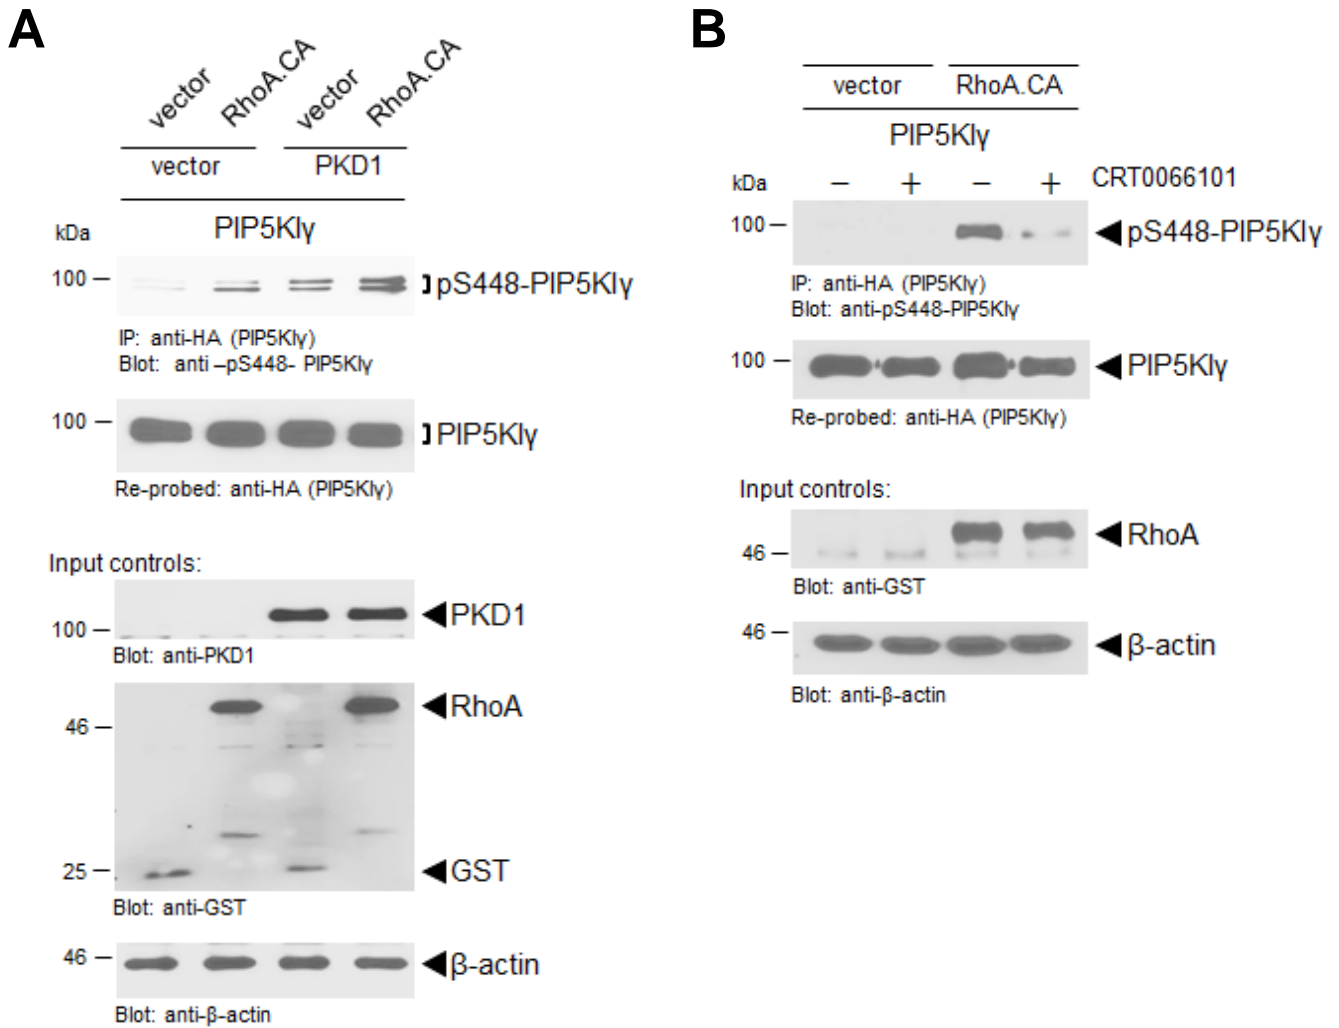 A
vector
RhoA.CA
vector
RhoA.CA
vector
PKD1
PIP5KIγ
kDa
100
pS448-PIP5KIγ
IP: anti-HA (PIP5KIγ)
Blot: anti –pS448- PIP5KIγ
100
PIP5KIγ
Re-probed: anti-HA (PIP5KIγ)
Input controls:
PKD1
100
Blot: anti-PKD1
RhoA
46
25
GST
Blot: anti-GST
46
β-actin
Blot: anti-β-actin
B
vector RhoA.CA
PIP5KIγ
kDa
− + − + CRT0066101
100
pS448-PIP5KIγ
IP: anti-HA (PIP5KIγ)
Blot: anti-pS448-PIP5KIγ
100
PIP5KIγ
Re-probed: anti-HA (PIP5KIγ)
Input controls:
RhoA
46
Blot: anti-GST
46
β-actin
Blot: anti-β-actin